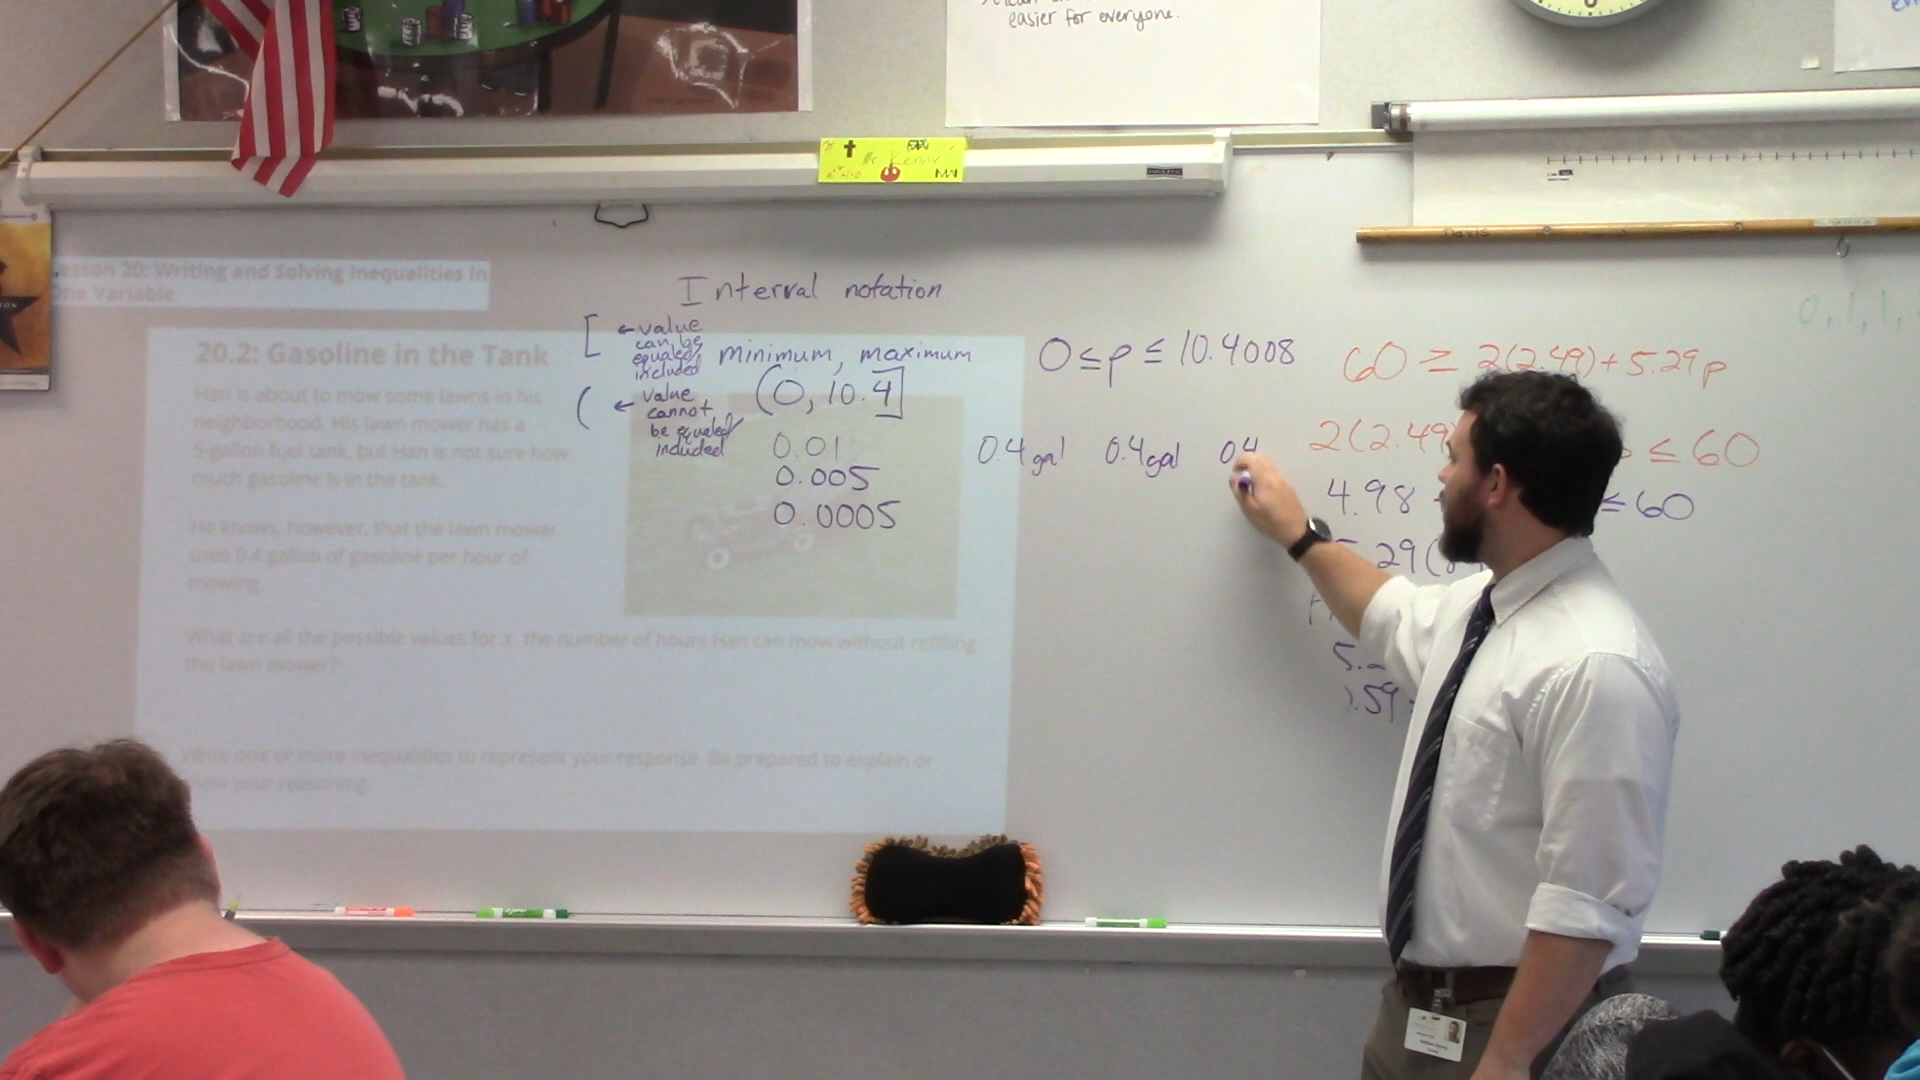 easier for everyone.
Mr Kenny
Davis
Lesson 20: Writing and Solving Inequalities in
One Variable
20.2: Gasoline in the Tank
Han is about to mow some lawns in his
neighborhood. His lawn mower has a
5-gallon fuel tank, but Han is not sure how
much gasoline is in the tank.
He knows, however, that the lawn mower
uses 0.4 gallon of gasoline per hour of
mowing.
What are all the possible values for x, the number of hours Han can mow without refilling
the lawn mower?
Write one or more inequalities to represent your response. Be prepared to explain or
show your reasoning.
Interval notation
[ ← value
can be
equaled/
included
( ← value
cannot
be equaled/
included
minimum, maximum
(0, 10.4]
0.01
0.005
0.0005
0 ≤ p ≤ 10.4008
0.4 gal 0.4 gal 0.4
60 ≥ 2(2.49) + 5.29p
2(2.49) ≤ 60
4.98 ≤ 60
29(
0, 1, 1,